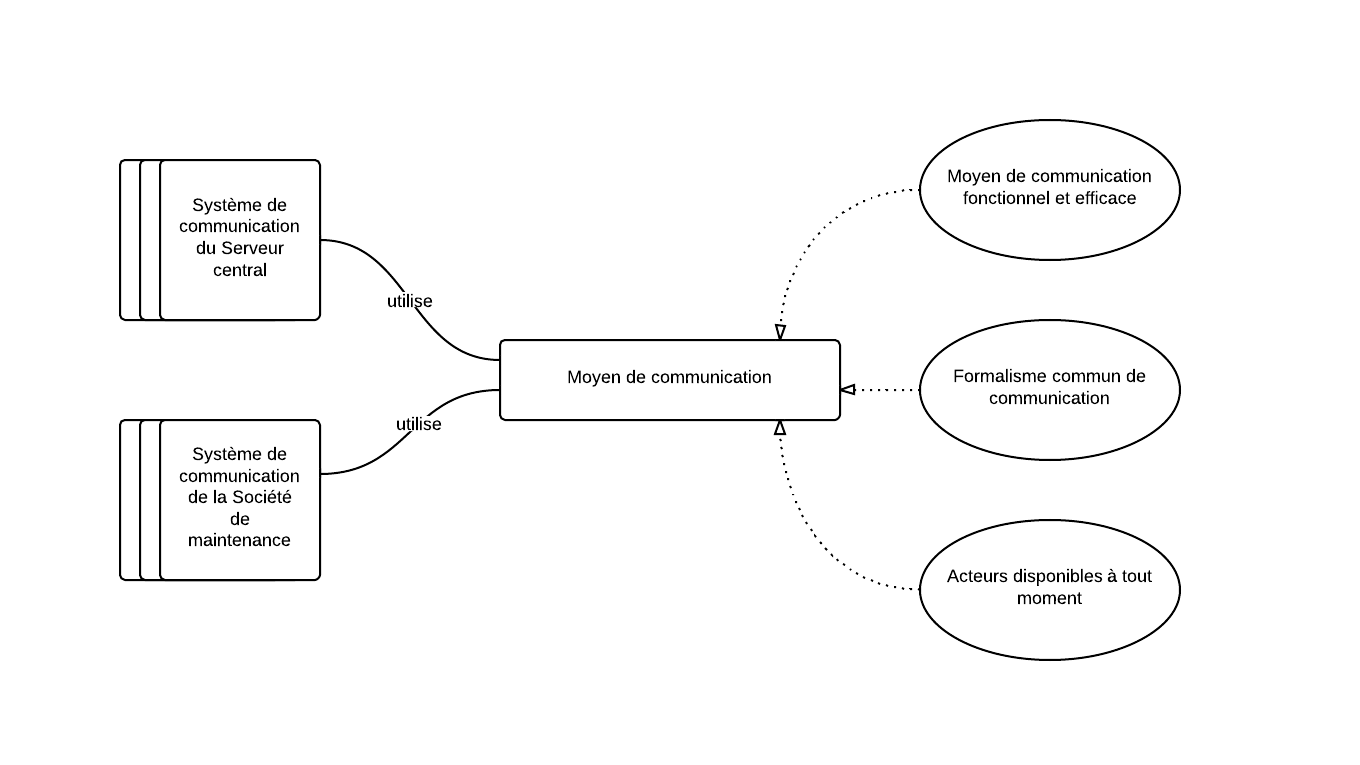 Système de
communication
du Serveur
central
utilise
Système de
communication
de la Société
de
maintenance
utilise
Moyen de communication
Moyen de communication
fonctionnel et efficace
Formalisme commun de
communication
Acteurs disponibles à tout
moment